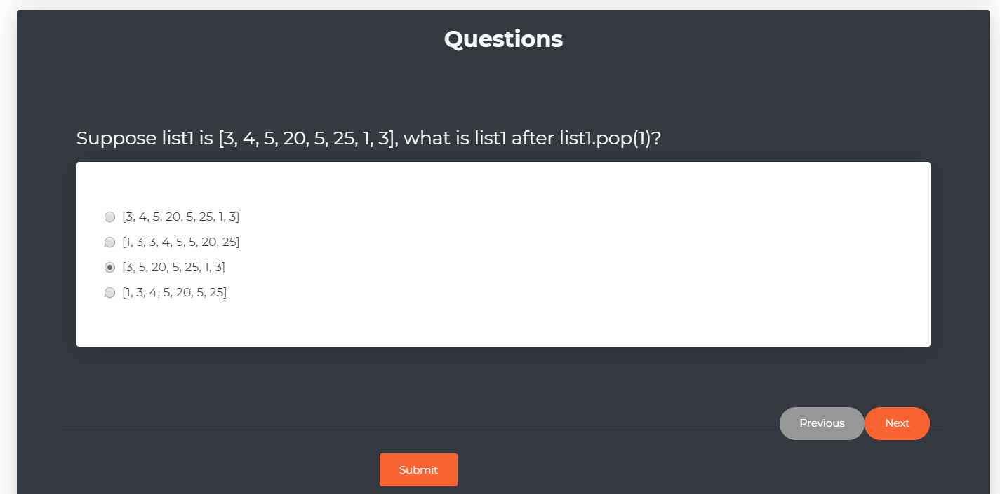 Questions
Suppose list1 is [3, 4, 5, 20, 5, 25, 1, 3], what is list1 after list1.pop(1)?
[3, 4, 5, 20, 5, 25, 1, 3]
[1, 3, 3, 4, 5, 5, 20, 25]
[3, 5, 20, 5, 25, 1, 3]
[1, 3, 4, 5, 20, 5, 25]
Previous Next
Submit